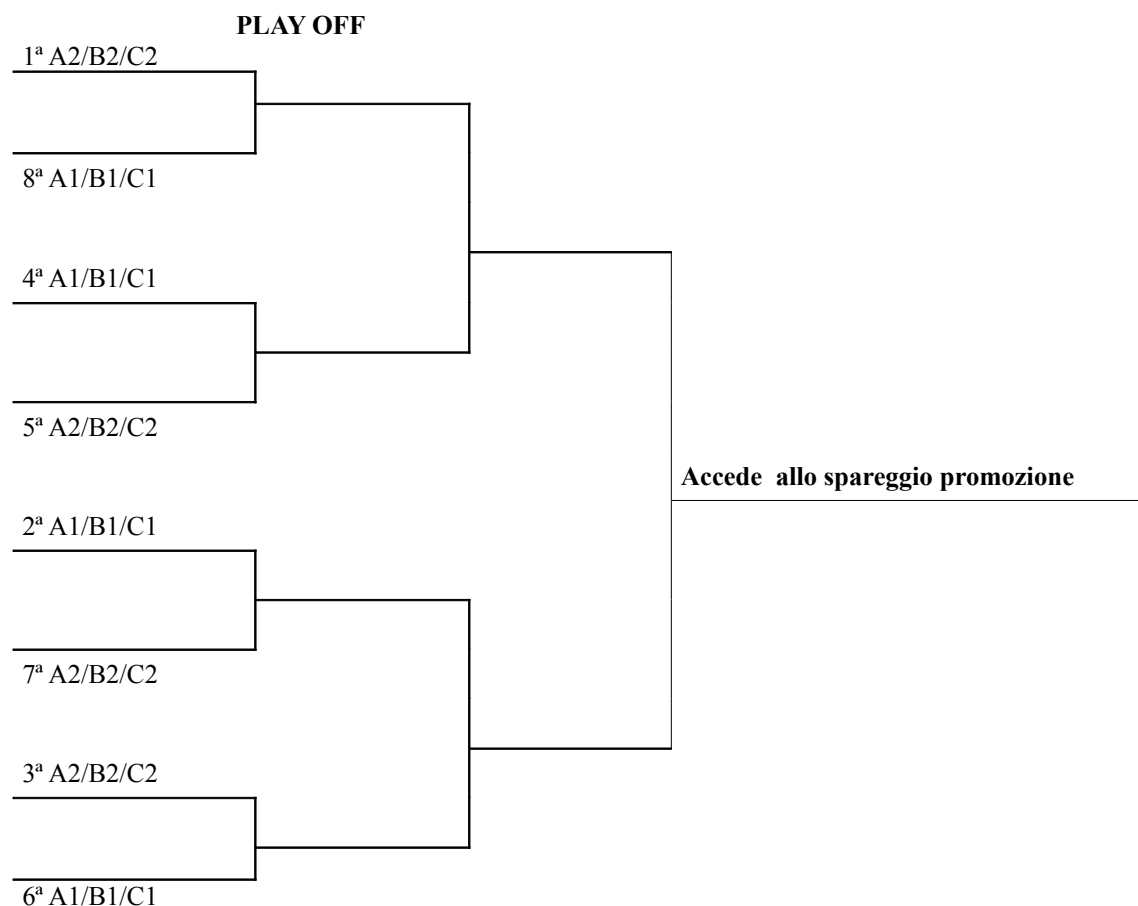 PLAY OFF
1ª A2/B2/C2
8ª A1/B1/C1
4ª A1/B1/C1
5ª A2/B2/C2
Accede allo spareggio promozione
2ª A1/B1/C1
7ª A2/B2/C2
3ª A2/B2/C2
6ª A1/B1/C1